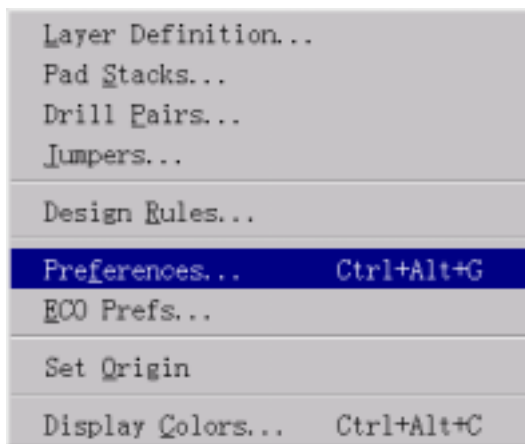 Layer Definition...
Pad Stacks...
Drill Pairs...
Jumpers...
Design Rules...
Preferences... Ctrl+Alt+G
ECO Prefs...
Set Origin
Display Colors... Ctrl+Alt+C